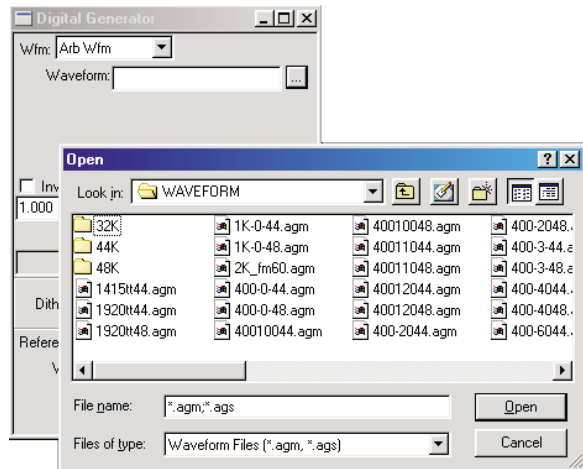 Digital Generator
Wfm: Arb Wfm
Waveform: ...
Inv
1.000
Dith
Refere
V
Open
Look in: WAVEFORM
32K 1K-0-44.agm 40010048.agm 400-2048.
44K 1K-0-48.agm 40011044.agm 400-3-44.a
48K 2K_fm60.agm 40011048.agm 400-3-48.a
1415tt44.agm 400-0-44.agm 40012044.agm 400-4044.
1920tt44.agm 400-0-48.agm 40012048.agm 400-4048.
1920tt48.agm 40010044.agm 400-2044.agm 400-6044.
File name: *.agm;*.ags Open
Files of type: Waveform Files (*.agm, *.ags) Cancel